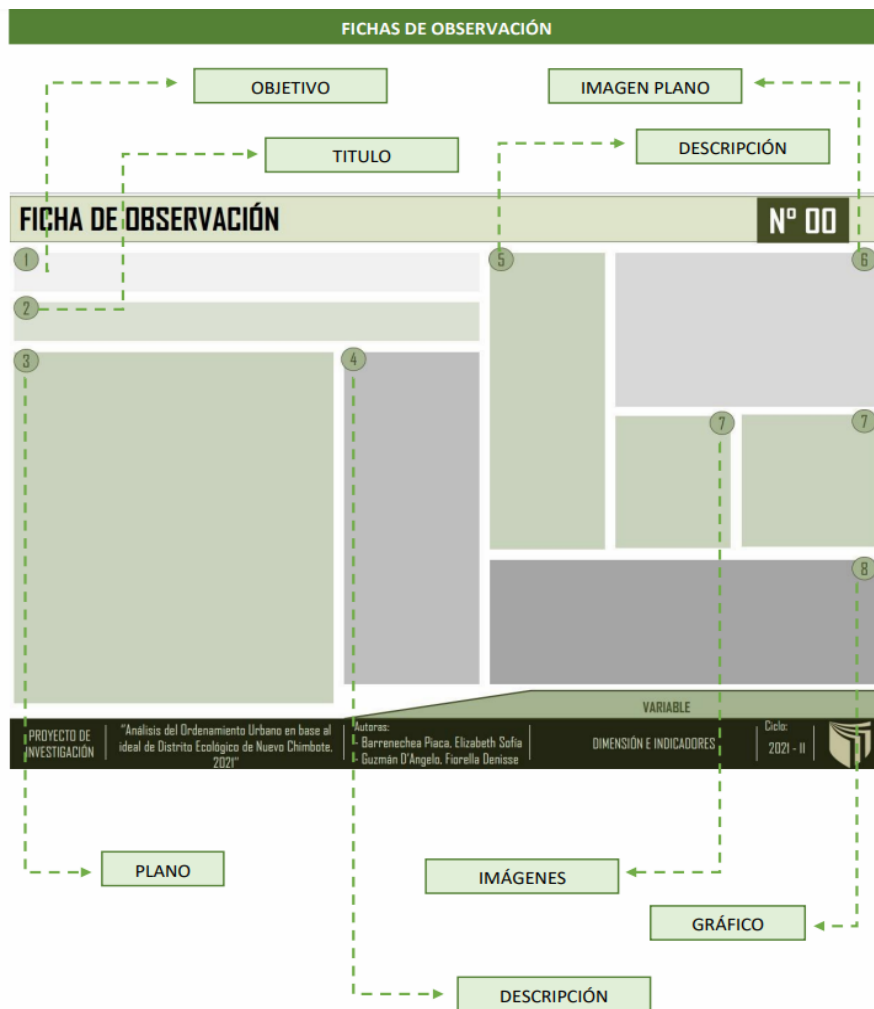 FICHAS DE OBSERVACIÓN
OBJETIVO
IMAGEN PLANO
TITULO
DESCRIPCIÓN
FICHA DE OBSERVACIÓN
N° 00
1
5
6
2
3
4
7
7
8
VARIABLE
PROYECTO DE
INVESTIGACIÓN
"Análisis del Ordenamiento Urbano en base al
ideal de Distrito Ecológico de Nuevo Chimbote,
2021"
Autoras:
- Barrenechea Piaca, Elizabeth Sofía
- Guzmán D'Angelo, Fiorella Denisse
DIMENSIÓN E INDICADORES
Ciclo:
2021 - II
PLANO
IMÁGENES
GRÁFICO
DESCRIPCIÓN